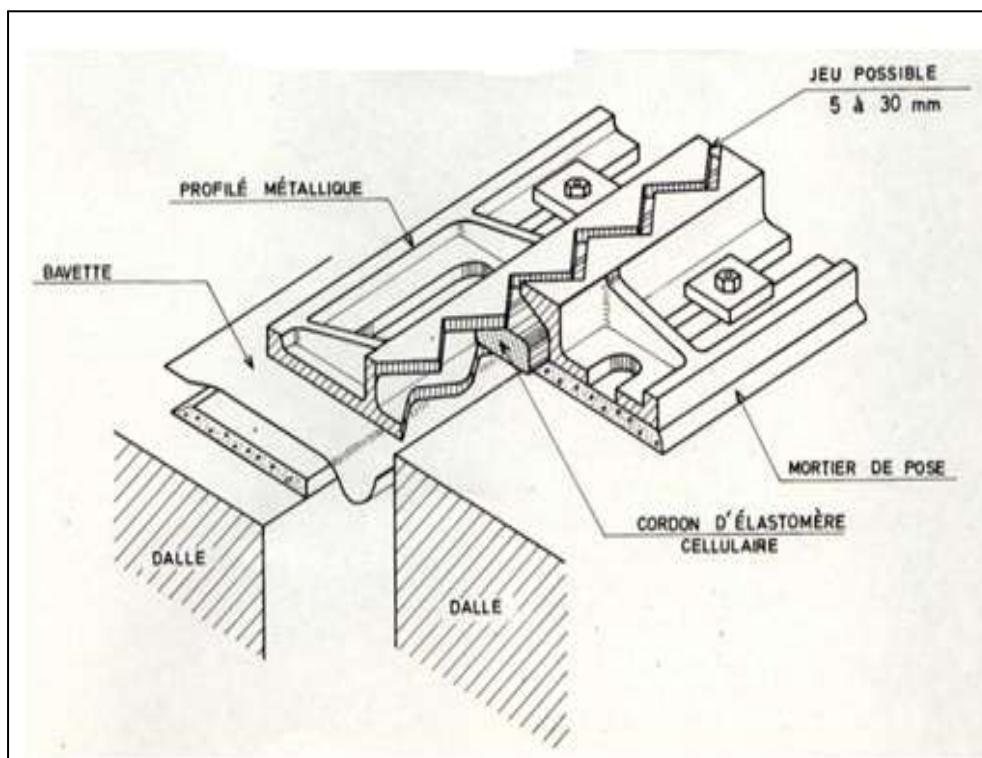 JEU POSSIBLE
5 à 30 mm
PROFILÉ MÉTALLIQUE
BAVETTE
MORTIER DE POSE
CORDON D'ÉLASTOMÈRE
CELLULAIRE
DALLE
DALLE